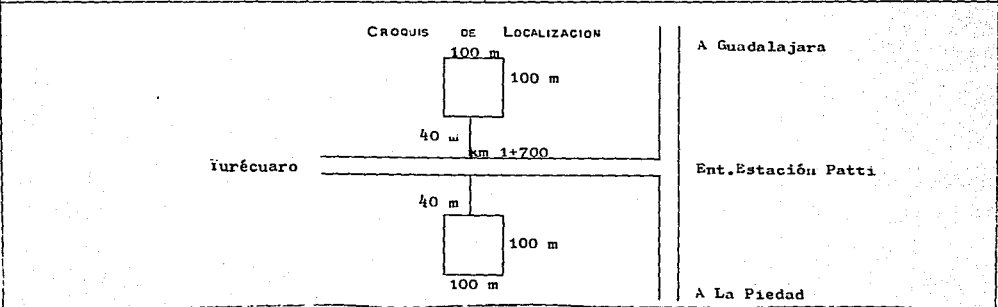 CROQUIS DE LOCALIZACION
100 m
A Guadalajara
100 m
40 m
km 1+700
Yurécuaro
Ent.Estación Patti
40 m
100 m
100 m
A La Piedad